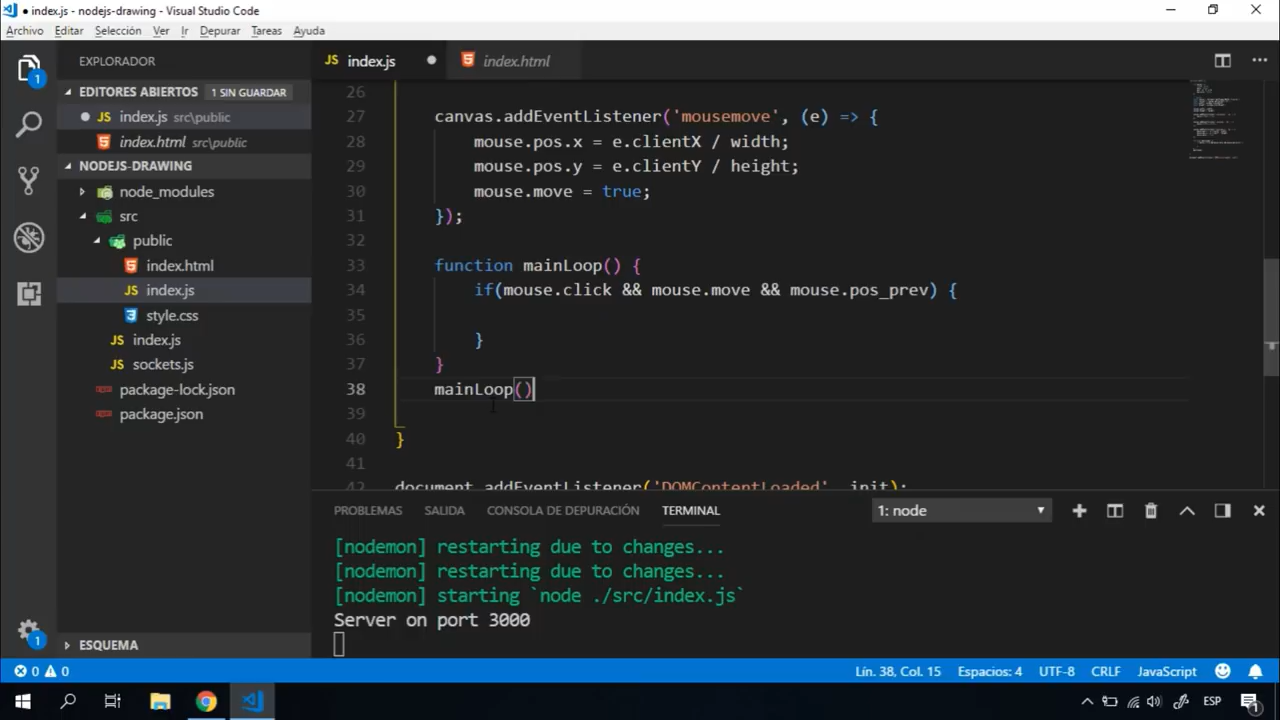 index.js - nodejs-drawing - Visual Studio Code
Archivo Editar Selección Ver Ir Depurar Tareas Ayuda
EXPLORADOR
EDITORES ABIERTOS 1 SIN GUARDAR
JS index.js src\public
index.html src\public
NODEJS-DRAWING
node_modules
src
public
index.html
JS index.js
style.css
JS index.js
JS sockets.js
package-lock.json
package.json
ESQUEMA
JS index.js
index.html
26
27 canvas.addEventListener('mousemove', (e) => {
28 mouse.pos.x = e.clientX / width;
29 mouse.pos.y = e.clientY / height;
30 mouse.move = true;
31 });
32
33 function mainLoop() {
34 if(mouse.click && mouse.move && mouse.pos_prev) {
35
36 }
37 }
38 mainLoop()
39
40 }
41
42 document.addEventListener('DOMContentLoaded', init);
PROBLEMAS SALIDA CONSOLA DE DEPURACIÓN TERMINAL 1: node
[nodemon] restarting due to changes...
[nodemon] restarting due to changes...
[nodemon] starting `node ./src/index.js`
Server on port 3000
0 0 Lín. 38, Col. 15 Espacios: 4 UTF-8 CRLF JavaScript
ESP